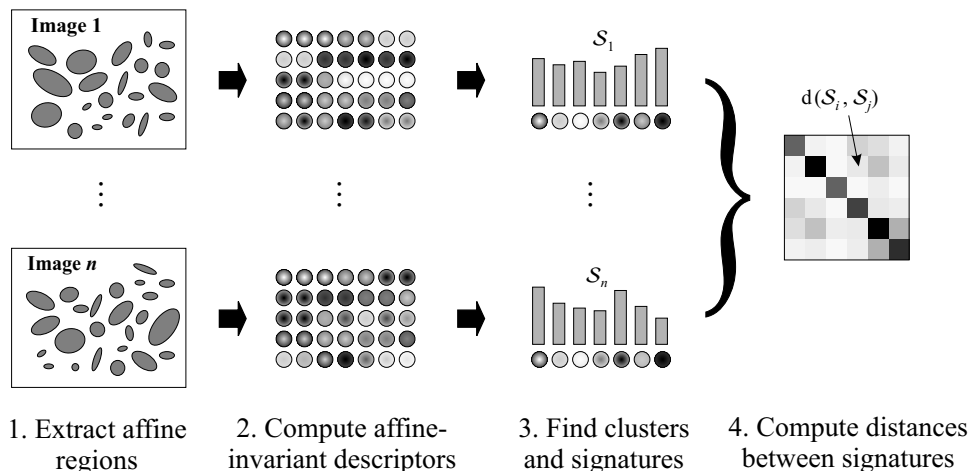 Image 1
S₁
d(Sᵢ, Sⱼ)
Image n
Sₙ
1. Extract affine
regions
2. Compute affine-
invariant descriptors
3. Find clusters
and signatures
4. Compute distances
between signatures